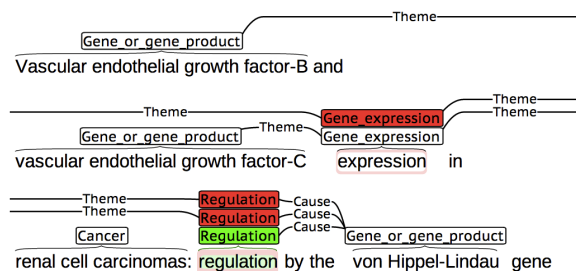 Theme
Gene_or_gene_product
Vascular endothelial growth factor-B and
Theme
Theme Gene_expression Theme
Gene_or_gene_product Theme Gene_expression
vascular endothelial growth factor-C expression in
Theme Regulation Cause
Theme Regulation Cause
Cancer Regulation Cause Gene_or_gene_product
renal cell carcinomas: regulation by the von Hippel-Lindau gene